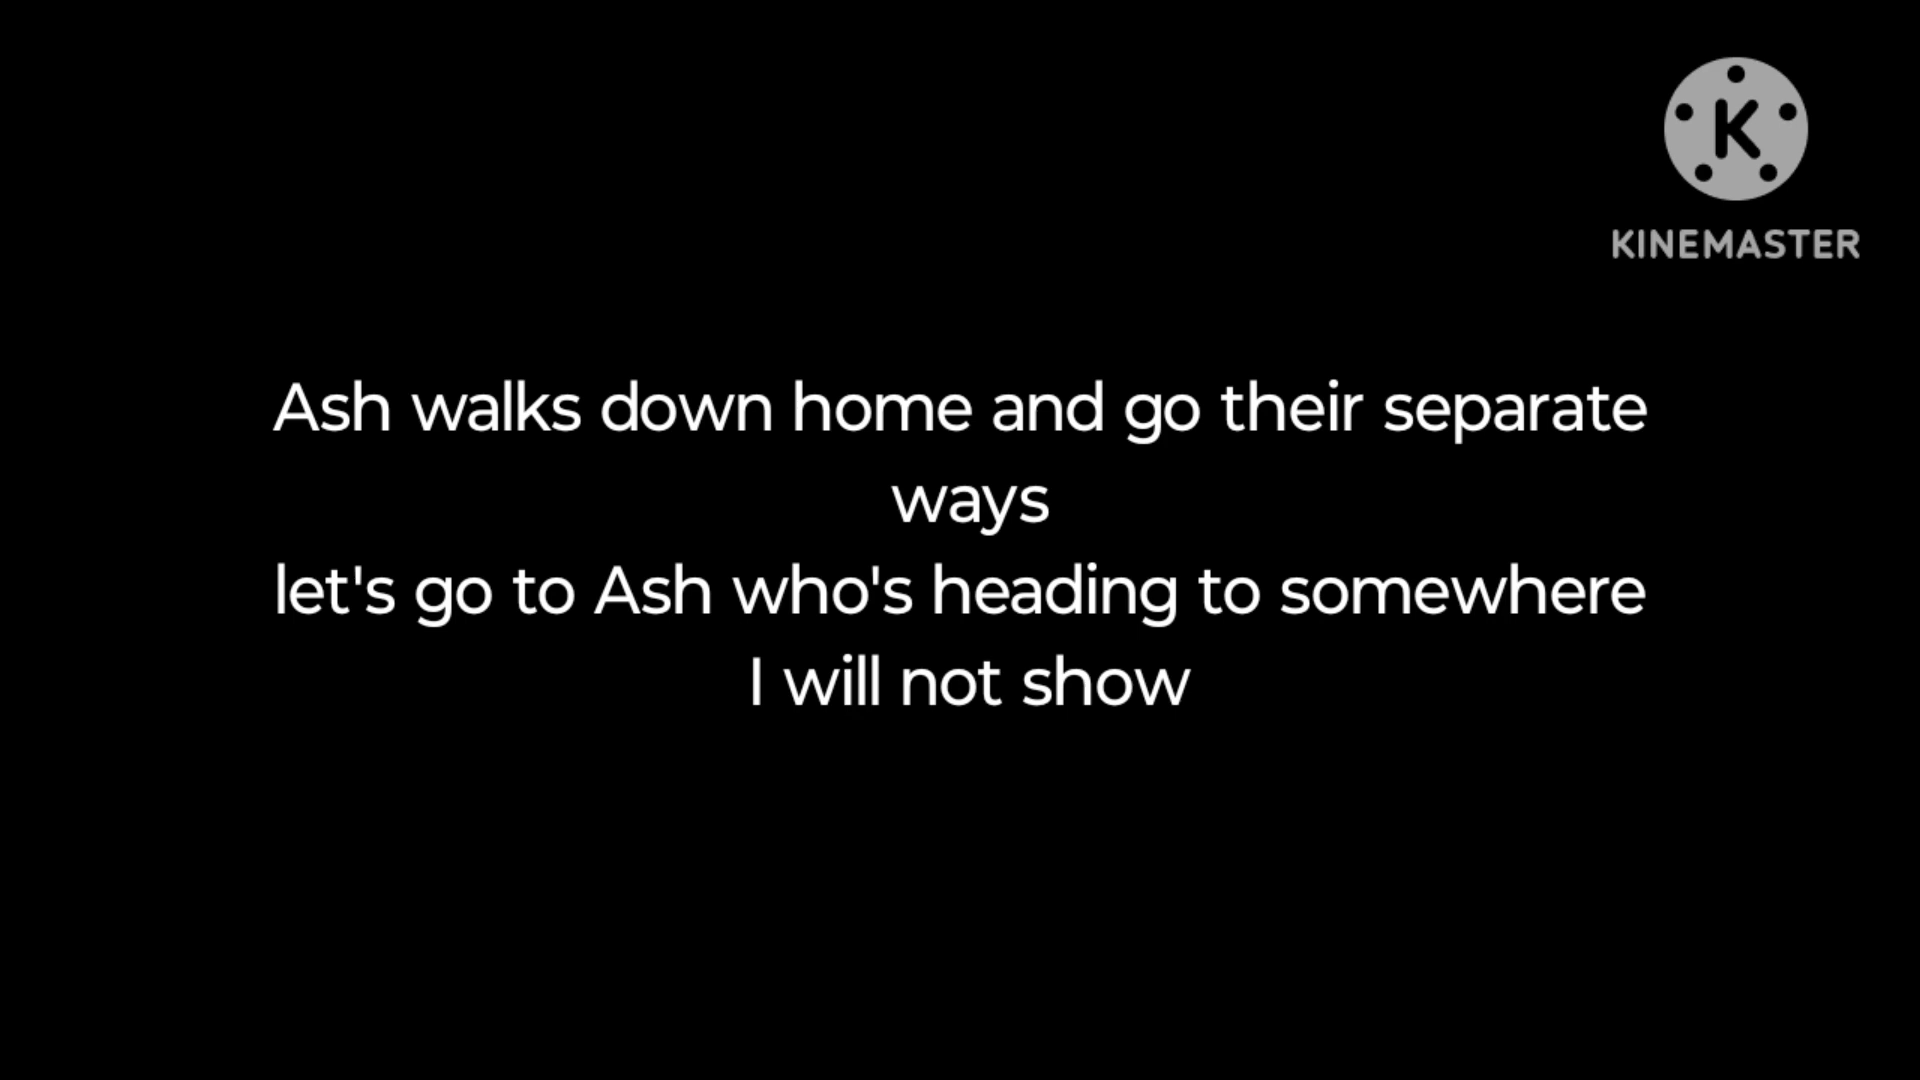 K
KINEMASTER
Ash walks down home and go their separate
ways
let's go to Ash who's heading to somewhere
I will not show